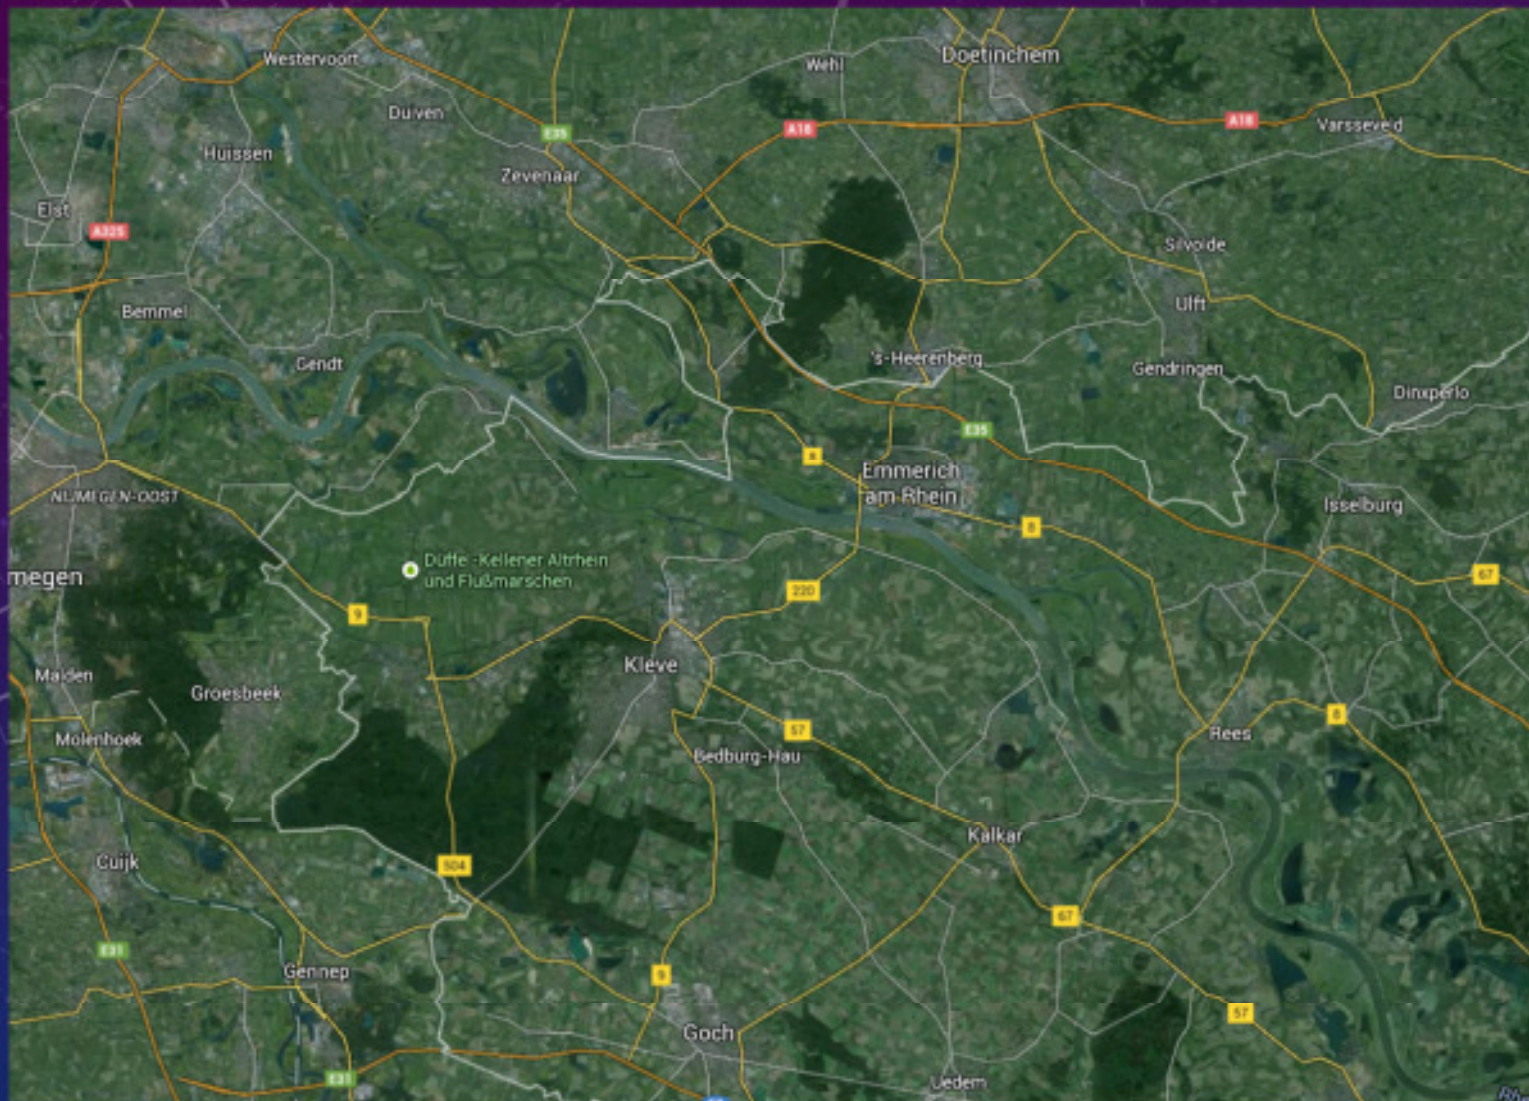 Westervoort
Wehl
Doetinchem
Duiven
E35
A18
A18
Varsseveld
Huissen
Zevenaar
Elst
A325
Silvolde
Bemmel
Ulft
Gendt
's-Heerenberg
Gendringen
Dinxperlo
E35
8
Emmerich
am Rhein
NIJMEGEN-OOST
Isselburg
8
Düffe -Kellener Altrhein
und Flußmarschen
megen
67
220
9
Kleve
Malden
Groesbeek
Molenhoek
57
8
Rees
Bedburg-Hau
Kalkar
Cuijk
504
67
E31
Gennep
9
57
Goch
E31
Uedem